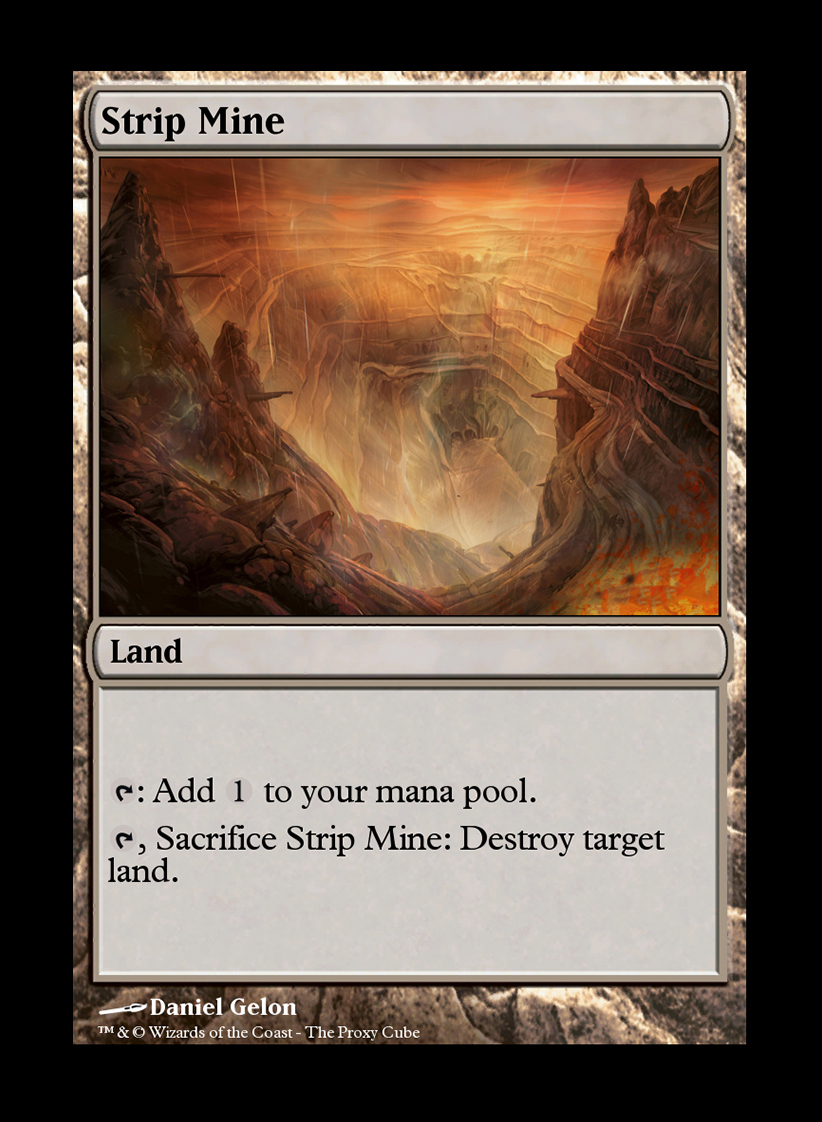 Strip Mine
Land
: Add 1 to your mana pool.
, Sacrifice Strip Mine: Destroy target
land.
Daniel Gelon
™ & © Wizards of the Coast - The Proxy Cube